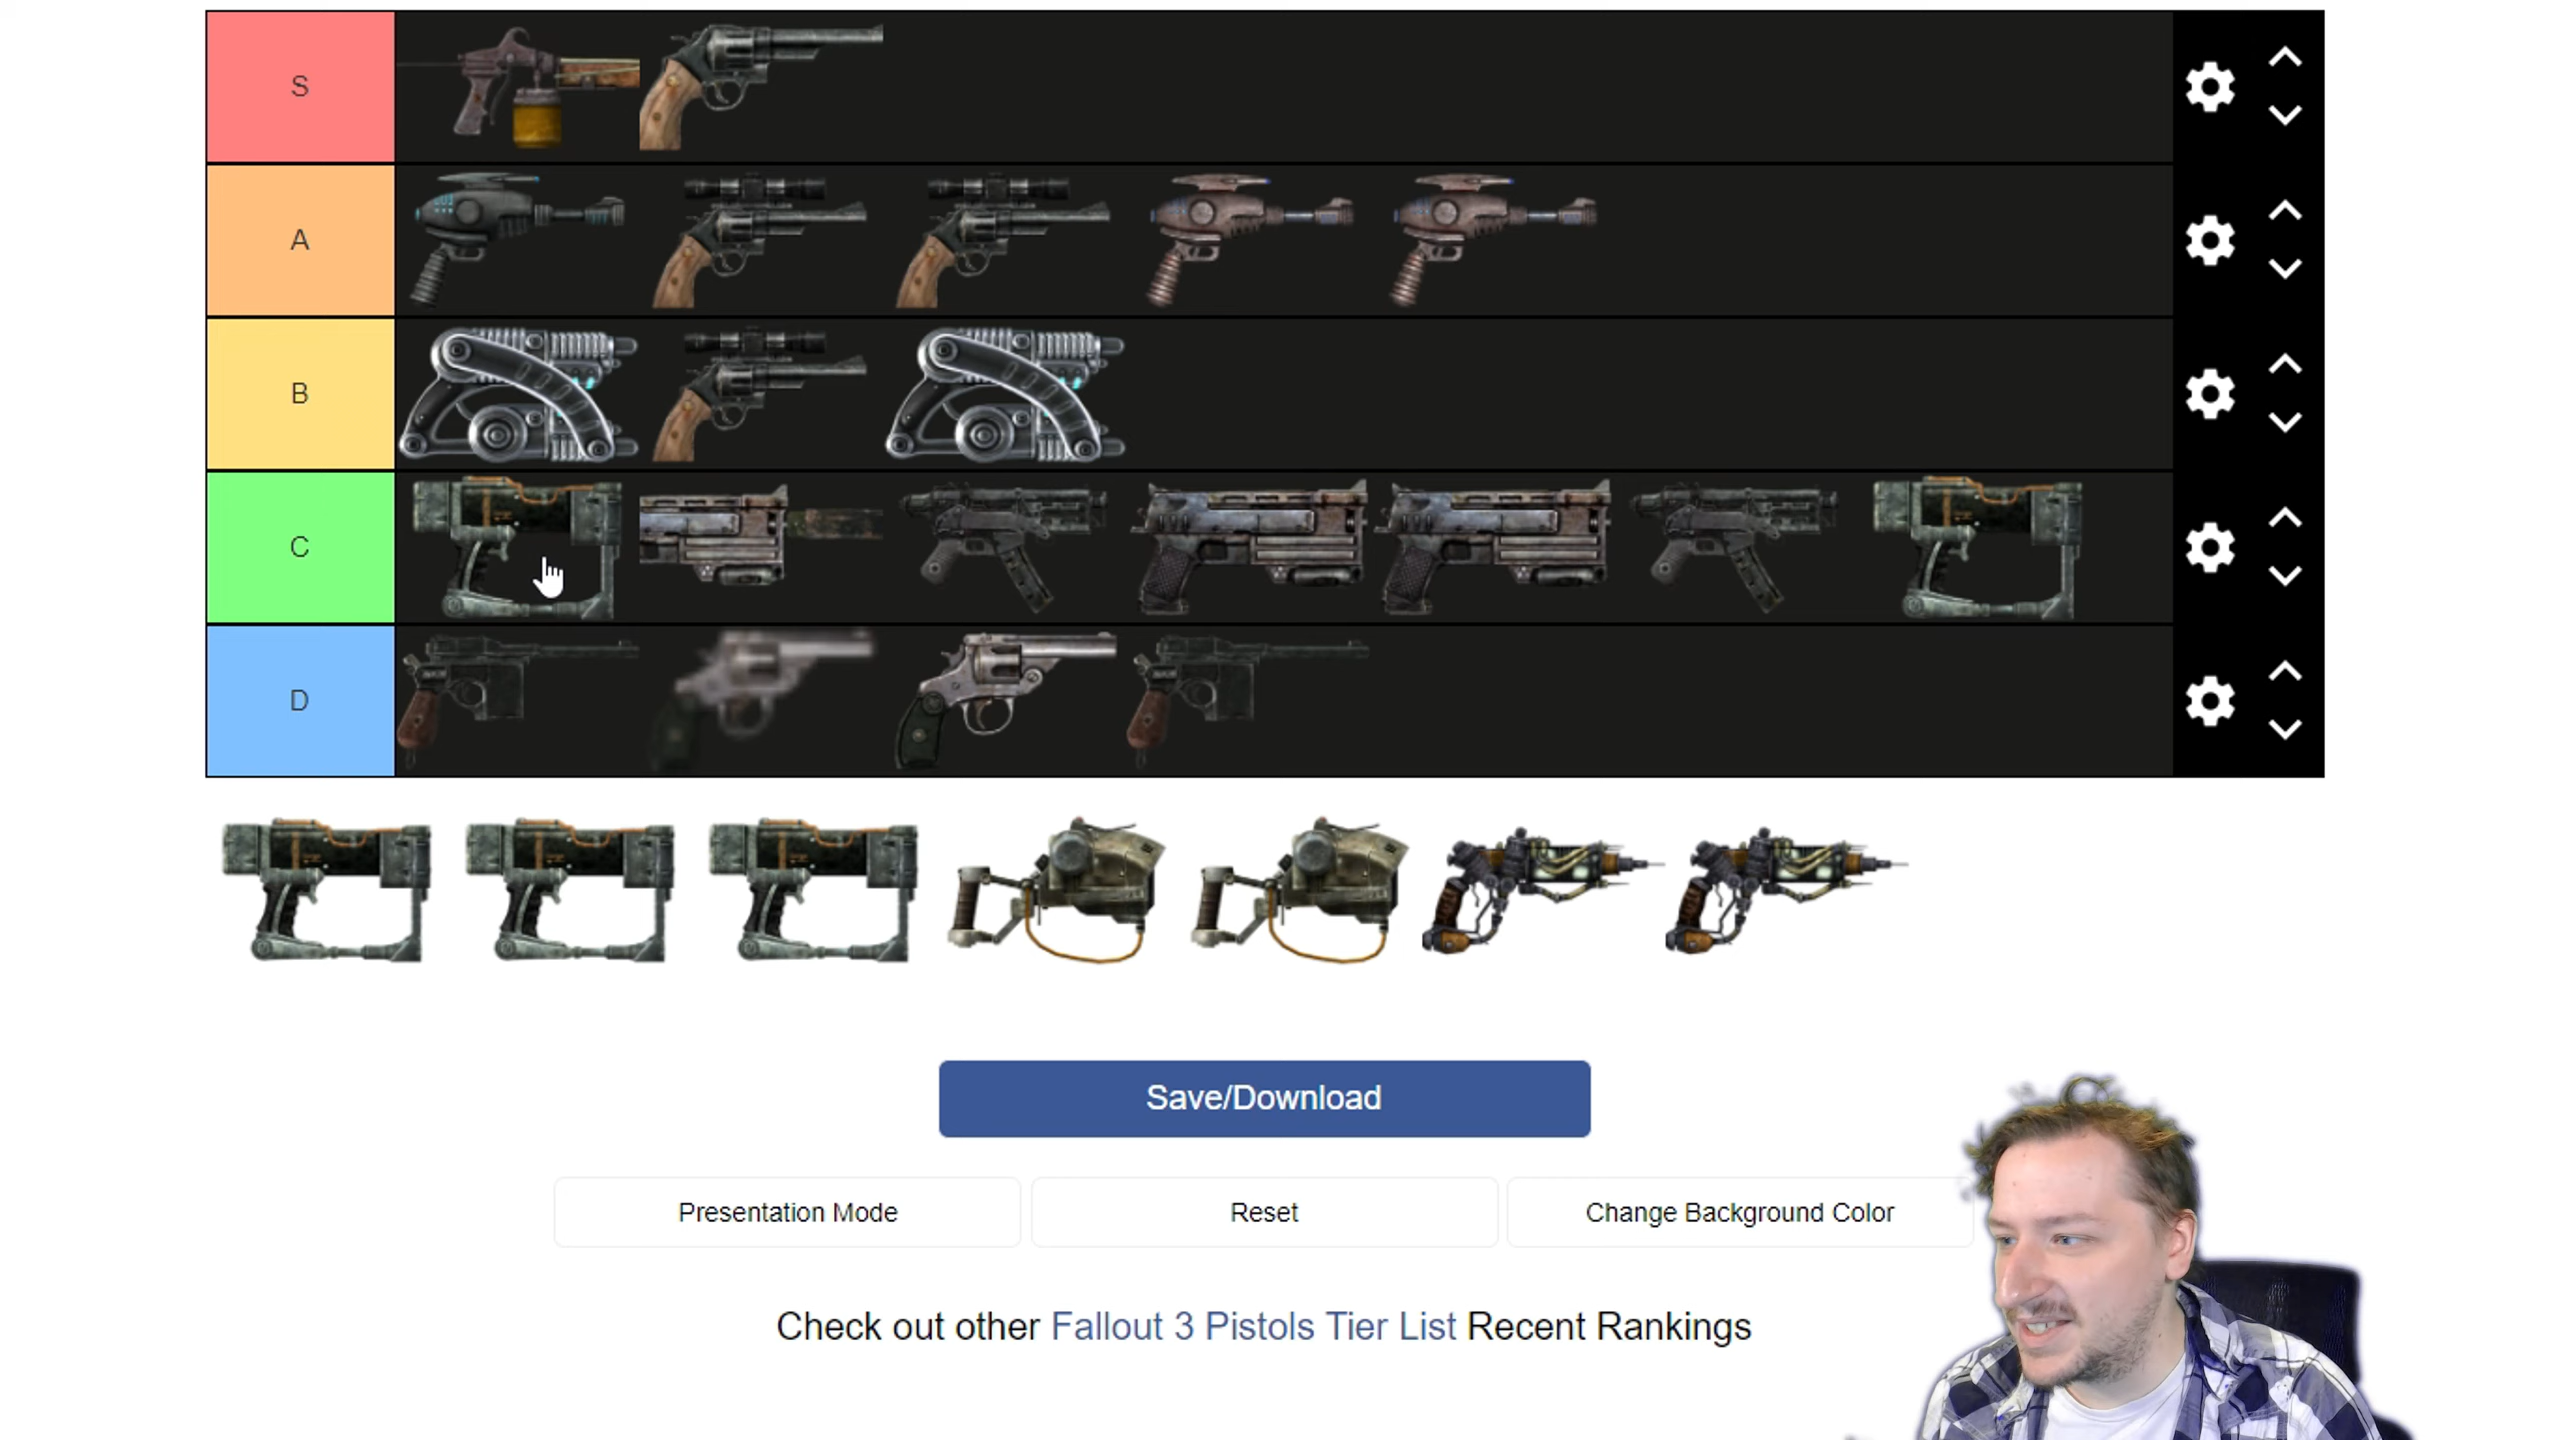 S
A
B
C
D
Save/Download
Presentation Mode
Reset
Change Background Color
Check out other Fallout 3 Pistols Tier List Recent Rankings